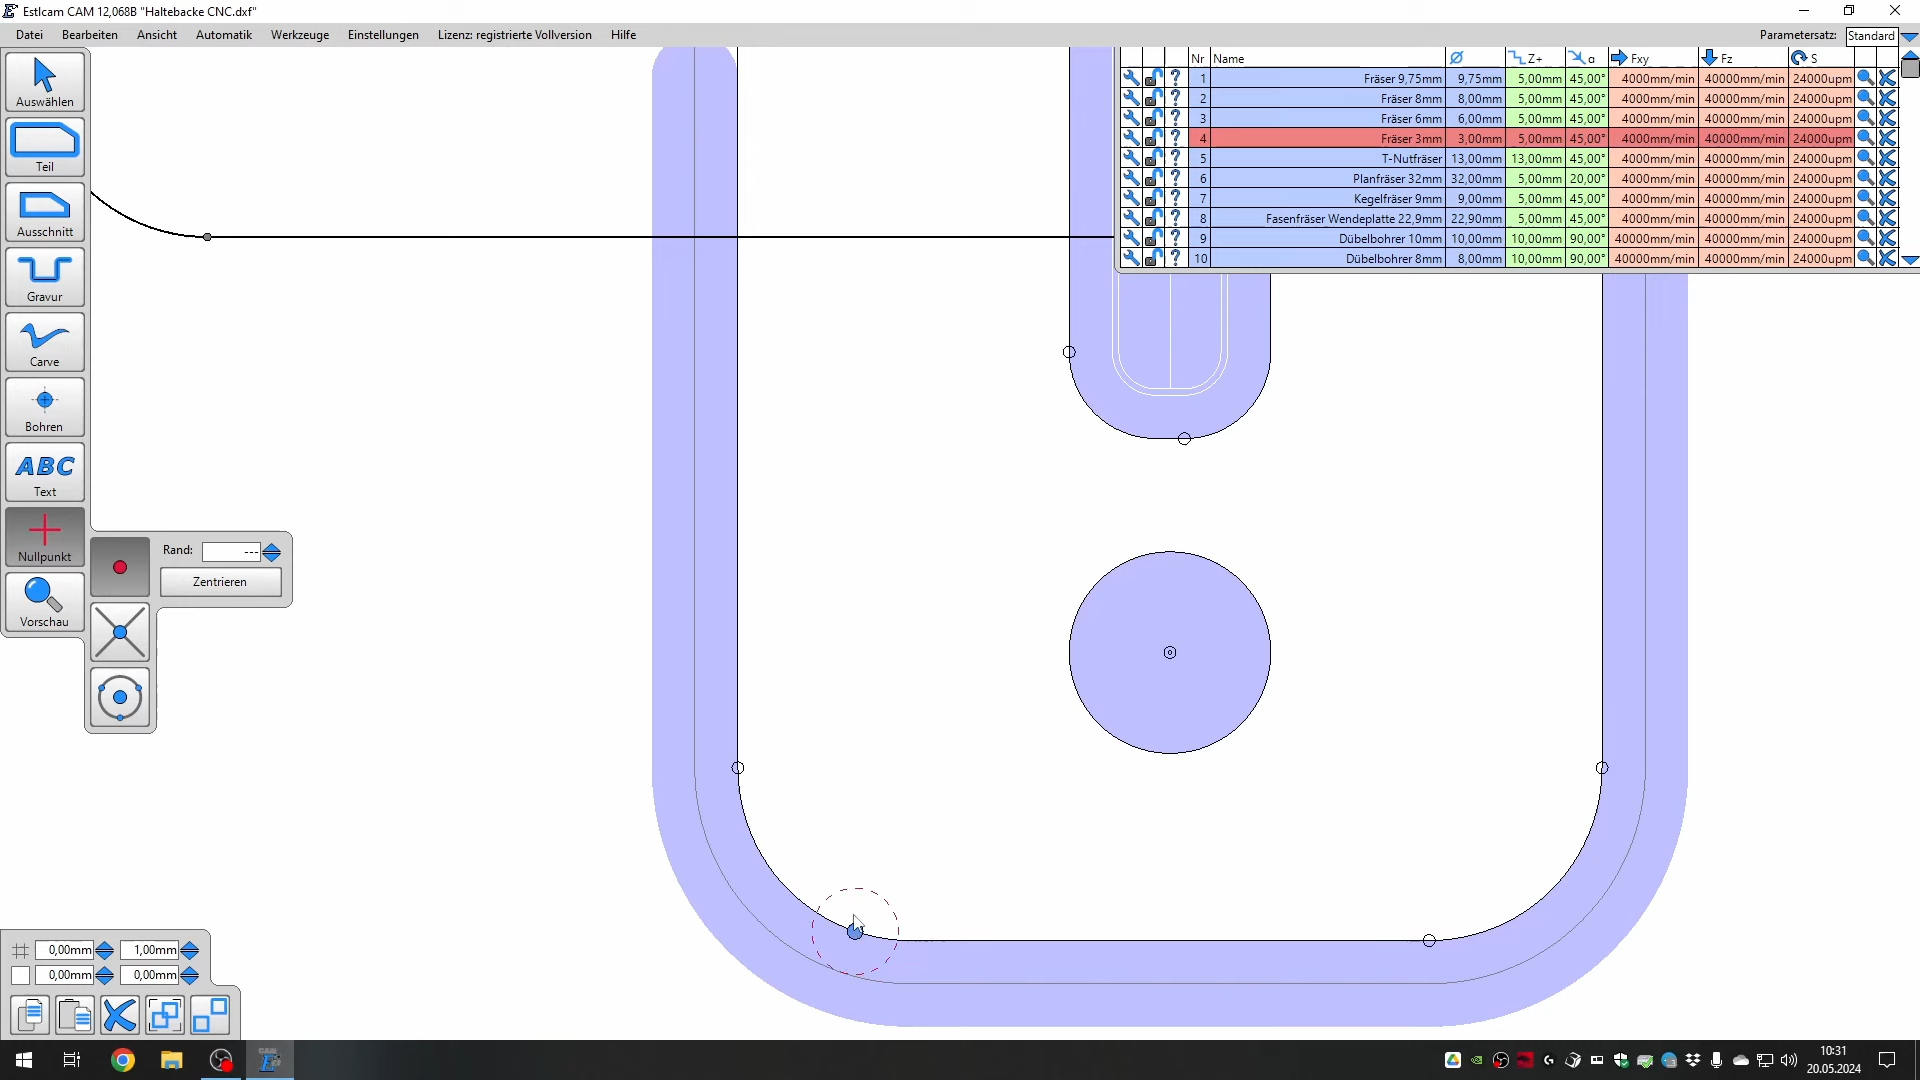 Estlcam CAM 12,068B "Haltebacke CNC.dxf"
Datei Bearbeiten Ansicht Automatik Werkzeuge Einstellungen Lizenz: registrierte Vollversion Hilfe Parametersatz: Standard
Nr Name Ø Z+ α Fxy Fz S
1 Fräser 9,75mm 9,75mm 5,00mm 45,00° 4000mm/min 40000mm/min 24000upm
2 Fräser 8mm 8,00mm 5,00mm 45,00° 4000mm/min 40000mm/min 24000upm
3 Fräser 6mm 6,00mm 5,00mm 45,00° 4000mm/min 40000mm/min 24000upm
4 Fräser 3mm 3,00mm 5,00mm 45,00° 4000mm/min 40000mm/min 24000upm
5 T-Nutfräser 13,00mm 13,00mm 45,00° 4000mm/min 40000mm/min 24000upm
6 Planfräser 32mm 32,00mm 5,00mm 20,00° 4000mm/min 40000mm/min 24000upm
7 Kegelfräser 9mm 9,00mm 5,00mm 45,00° 4000mm/min 40000mm/min 24000upm
8 Fasenfräser Wendeplatte 22,9mm 22,90mm 5,00mm 45,00° 4000mm/min 40000mm/min 24000upm
9 Dübelbohrer 10mm 10,00mm 10,00mm 90,00° 40000mm/min 40000mm/min 24000upm
10 Dübelbohrer 8mm 8,00mm 10,00mm 90,00° 40000mm/min 40000mm/min 24000upm
Auswählen
Teil
Ausschnitt
Gravur
Carve
Bohren
ABC
Text
Nullpunkt
Vorschau
Rand: ---
Zentrieren
0,00mm 1,00mm
0,00mm 0,00mm
10:31
20.05.2024